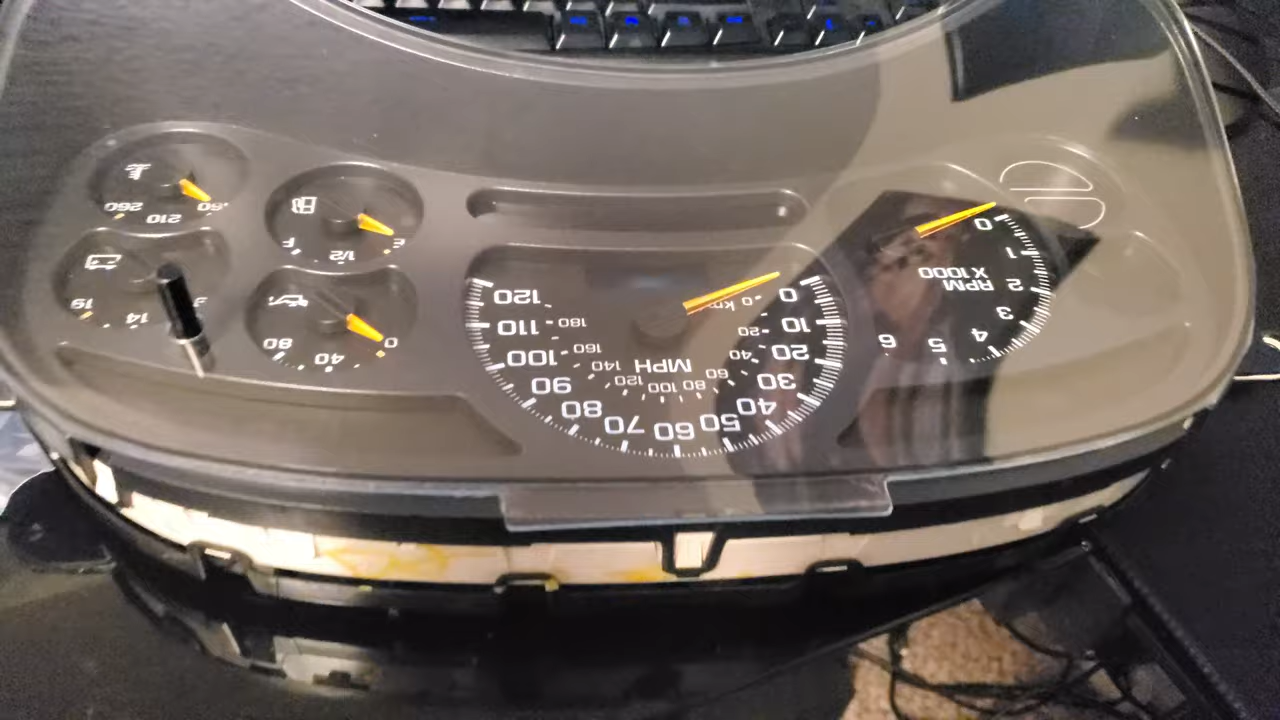 0 1 2 3 4 5 6
RPM
X1000
0 10 20 30 40 50 60 70 80 90 100 110 120
MPH
0 km 20 40 60 80 100 120 140 160 180
0 40 80
E 1/2 F
14 19
210 260